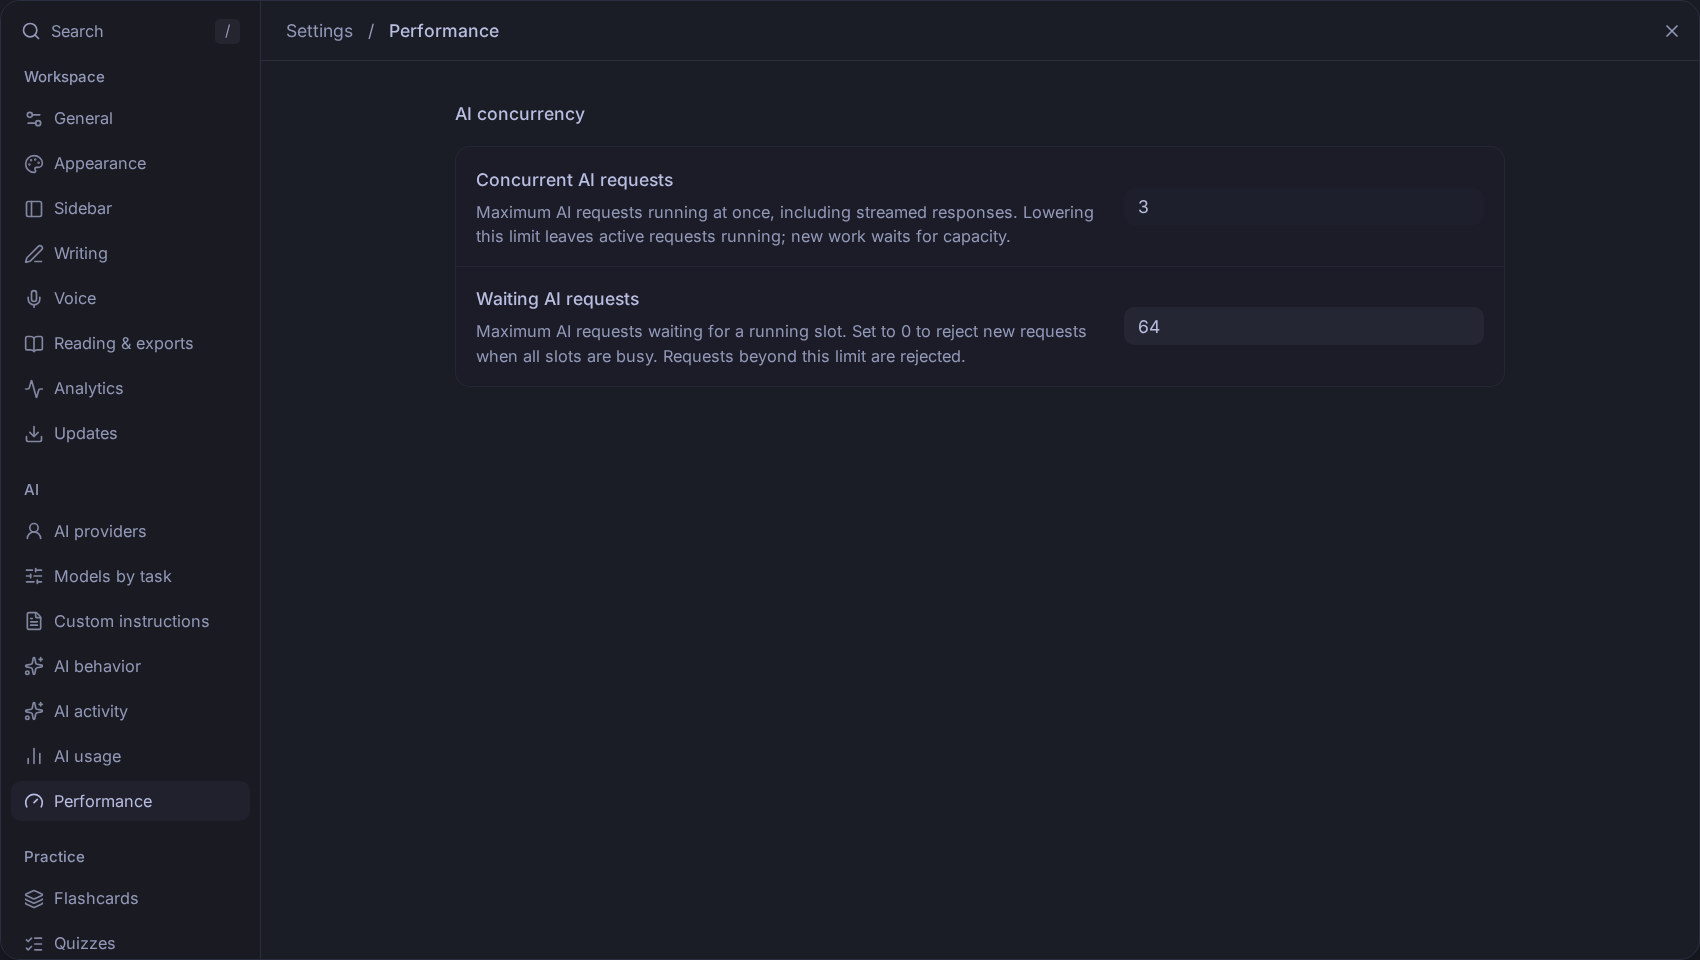 Search
/
Workspace
General
Appearance
Sidebar
Writing
Voice
Reading & exports
Analytics
Updates
AI
AI providers
Models by task
Custom instructions
AI behavior
AI activity
AI usage
Performance
Practice
Flashcards
Quizzes
Settings / Performance
AI concurrency
Concurrent AI requests
Maximum AI requests running at once, including streamed responses. Lowering
this limit leaves active requests running; new work waits for capacity.
3
Waiting AI requests
Maximum AI requests waiting for a running slot. Set to 0 to reject new requests
when all slots are busy. Requests beyond this limit are rejected.
64